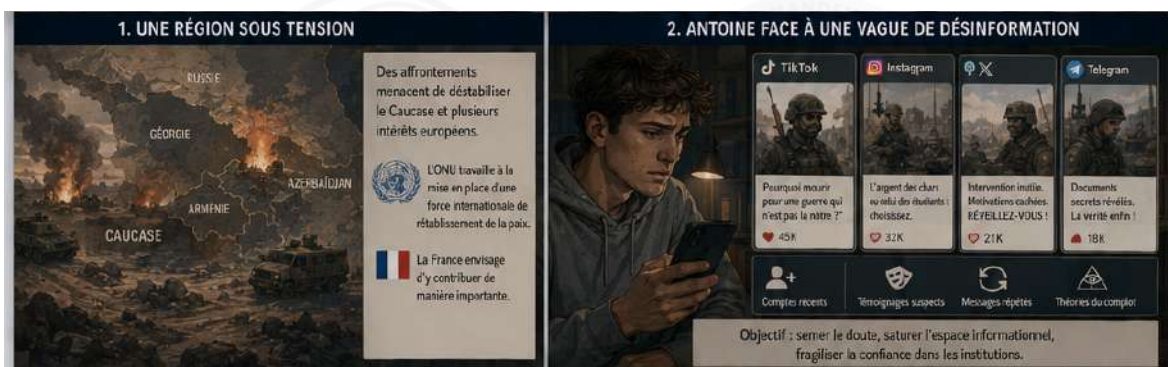 1. UNE RÉGION SOUS TENSION
RUSSIE
GÉORGIE
AZERBAÏDJAN
ARMÉNIE
CAUCASE
Des affrontements
menacent de déstabiliser
le Caucase et plusieurs
intérêts européens.
L'ONU travaille à la
mise en place d'une
force internationale de
rétablissement de la paix.
La France envisage
d'y contribuer de
manière importante.
2. ANTOINE FACE À UNE VAGUE DE DÉSINFORMATION
TikTok
Pourquoi mourir
pour une guerre qui
n'est pas la nôtre ?"
45K
Instagram
L'argent des chars
ou celui des étudiants :
choisissez.
32K
X
Intervention inutile.
Motivations cachées.
RÉVEILLEZ-VOUS !
21K
Telegram
Documents
secrets révélés.
La verité enfin !
18K
Comptes récents
Témoignages suspects
Messages répétés
Théories du complot
Objectif : semer le doute, saturer l'espace informationnel,
fragiliser la confiance dans les institutions.